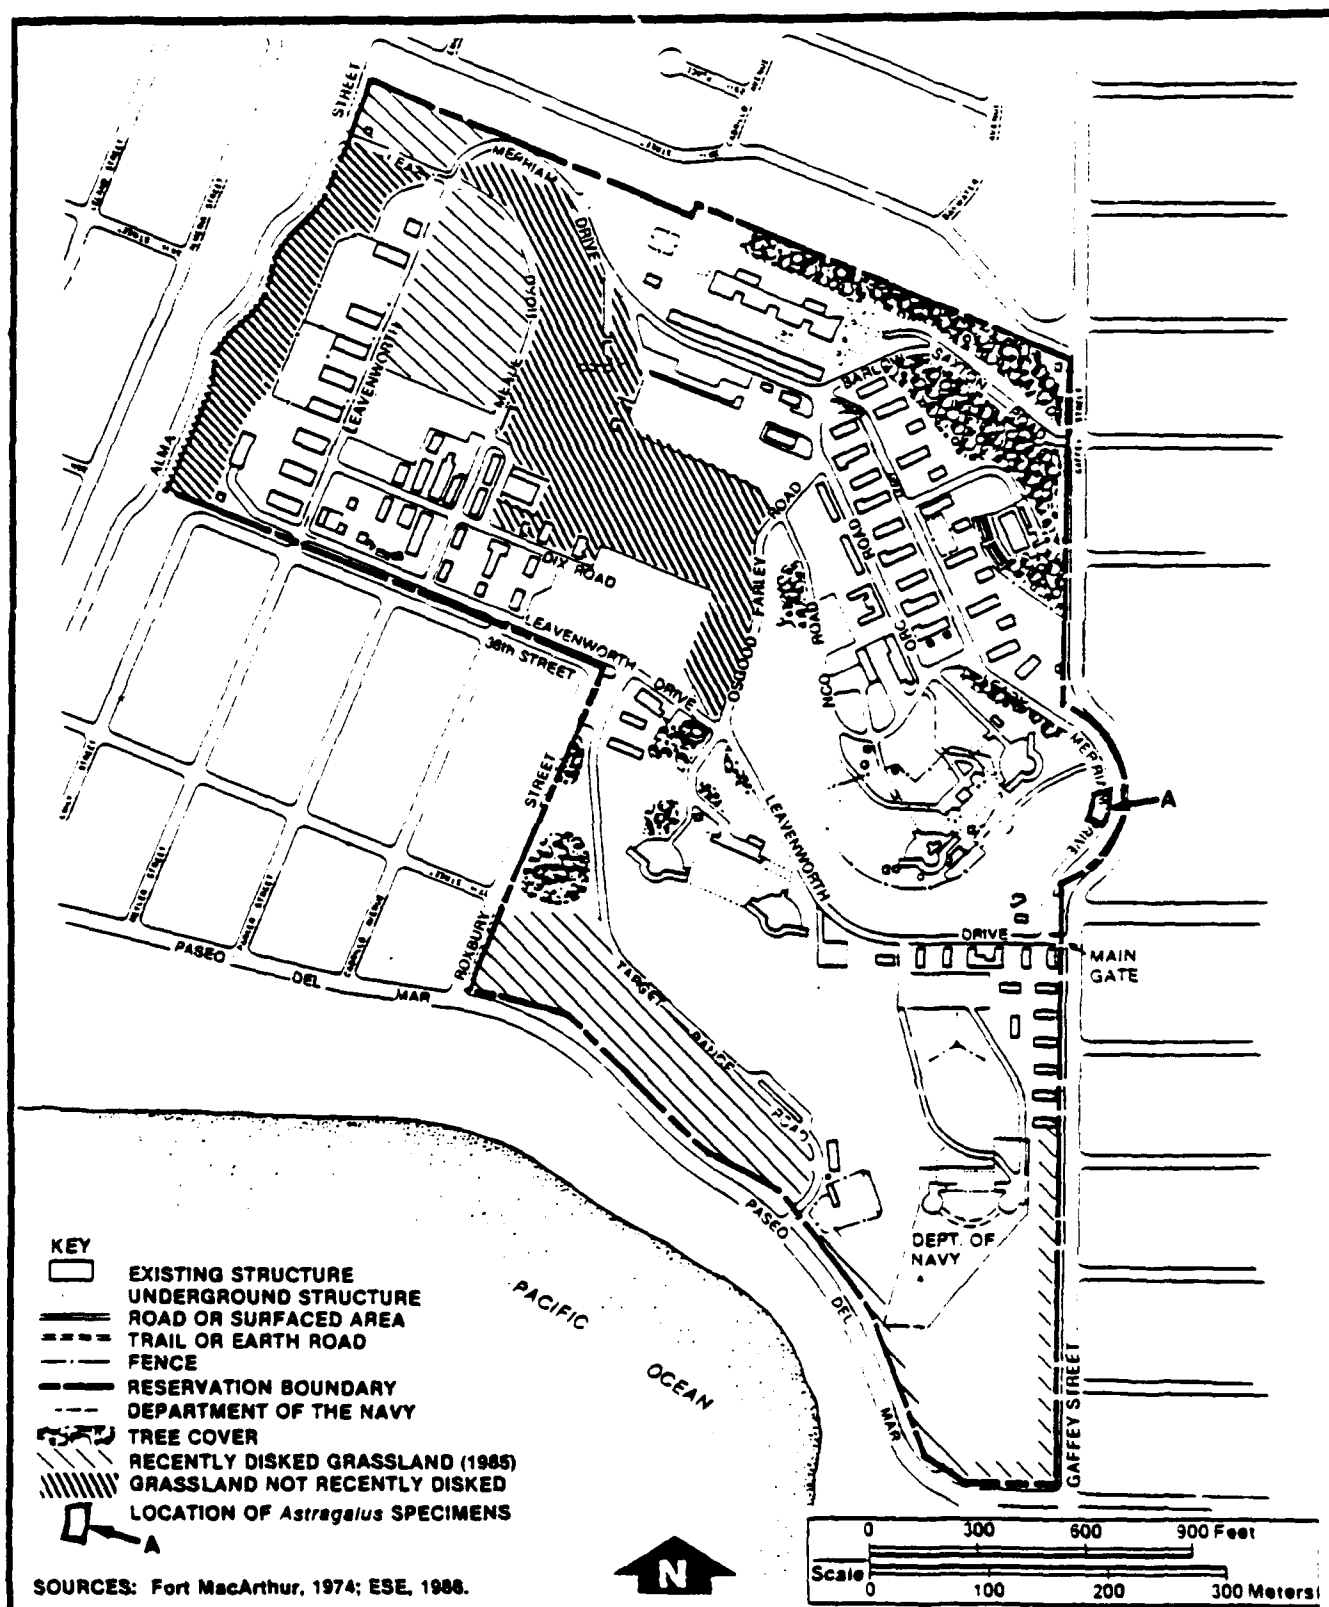 STREET
MERHIAM
DRIVE
LEAVENWORTH
MEADE ROAD
ALMA
BARLOW
SAXTON
ROAD
FARLEY
OSGOOD
ROAD
ROAD
NCO
ORC
DIX ROAD
LEAVENWORTH
DRIVE
38th STREET
STREET
ROXBURY
LEAVENWORTH
DRIVE
MAIN
GATE
A
PASEO
DEL
MAR
TARGET
RANGE
ROAD
PASEO
DEL
MAR
DEPT. OF
NAVY
GAFFEY STREET
PACIFIC
OCEAN
KEY
EXISTING STRUCTURE
UNDERGROUND STRUCTURE
ROAD OR SURFACED AREA
TRAIL OR EARTH ROAD
FENCE
RESERVATION BOUNDARY
DEPARTMENT OF THE NAVY
TREE COVER
RECENTLY DISKED GRASSLAND (1985)
GRASSLAND NOT RECENTLY DISKED
LOCATION OF Astragalus SPECIMENS
A
SOURCES: Fort MacArthur, 1974; ESE, 1986.
N
0 300 600 900 Feet
Scale
0 100 200 300 Meters